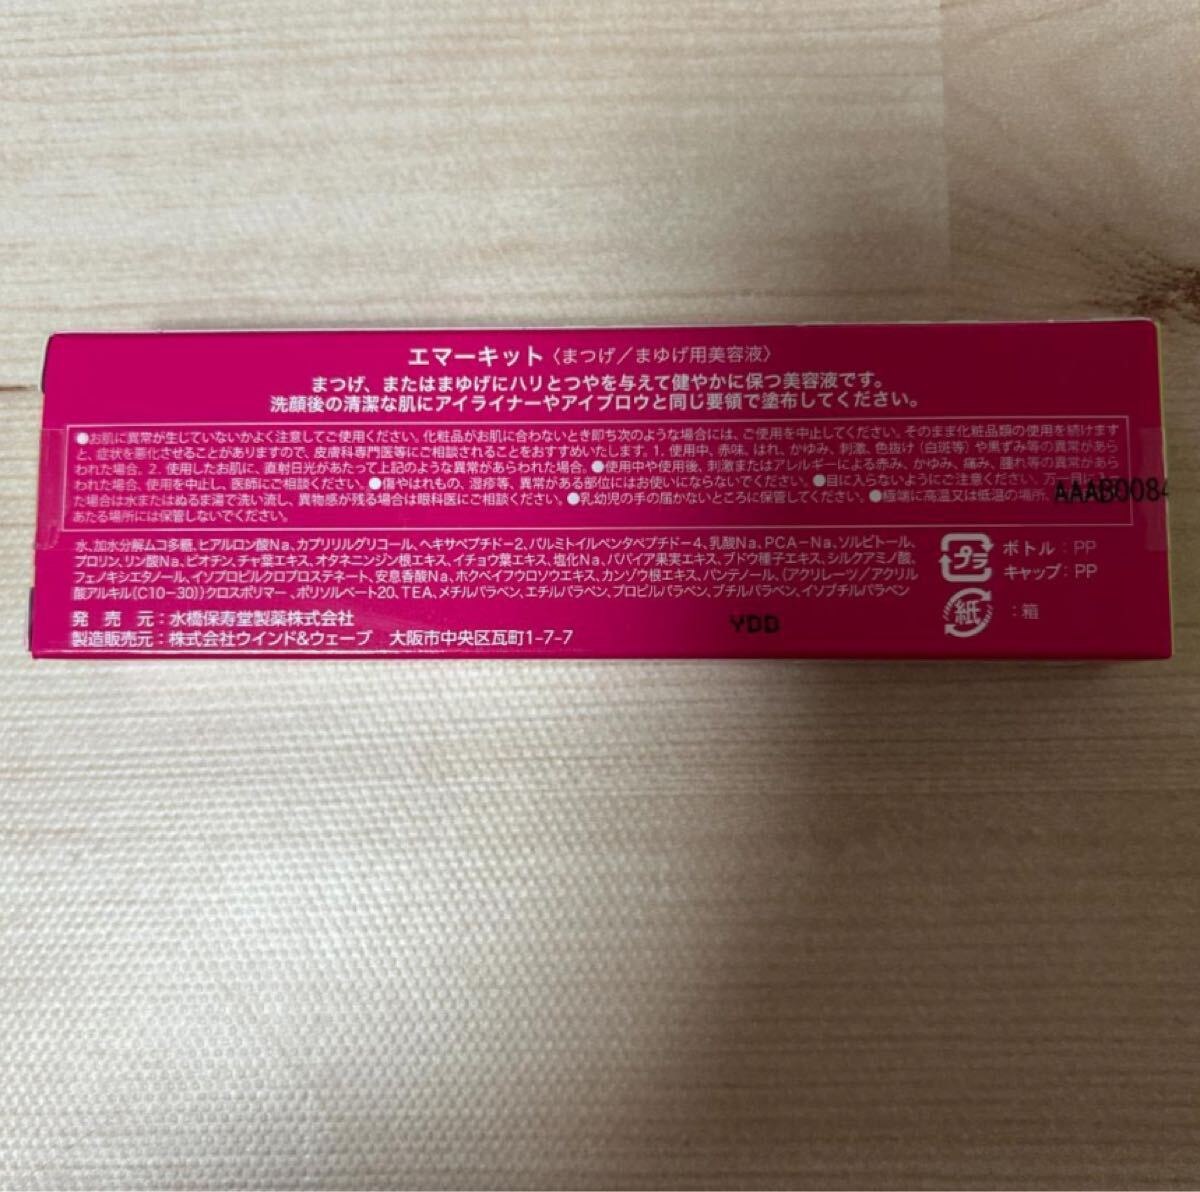 エマーキット〈まつげ／まゆげ用美容液〉
まつげ、またはまゆげにハリとつやを与えて健やかに保つ美容液です。
洗顔後の清潔な肌にアイライナーやアイブロウと同じ要領で塗布してください。
●お肌に異常が生じていないかよく注意してご使用ください。化粧品がお肌に合わないとき即ち次のような場合には、ご使用を中止してください。そのまま化粧品類の使用を続けますと、症状を悪化させることがありますので、皮膚科専門医等にご相談されることをおすすめいたします。1. 使用中、赤味、はれ、かゆみ、刺激、色抜け（白斑等）や黒ずみ等の異常があらわれた場合。2. 使用したお肌に、直射日光があたって上記のような異常があらわれた場合。●使用中や使用後、刺激またはアレルギーによる赤み、かゆみ、痛み、腫れ等の異常があらわれた場合、使用を中止し、医師にご相談ください。●傷やはれもの、湿疹等、異常がある部位にはお使いにならないでください。●目に入らないようにご注意ください。万一
た場合は水またはぬるま湯で洗い流し、異物感が残る場合は眼科医にご相談ください。●乳幼児の手の届かないところに保管してください。●極端に高温又は低温の場所、
AAABD084
あたる場所には保管しないでください。
水、加水分解ムコ多糖、ヒアルロン酸Na、カプリリルグリコール、ヘキサペプチド-2、パルミトイルペンタペプチド-4、乳酸Na、PCA-Na、ソルビトール、
プロリン、リン酸Na、ビオチン、チャ葉エキス、オタネニンジン根エキス、イチョウ葉エキス、塩化Na、パパイア果実エキス、ブドウ種子エキス、シルクアミノ酸、
フェノキシエタノール、イソプロピルクロプロステネート、安息香酸Na、ホクベイフウロソウエキス、カンゾウ根エキス、パンテノール、（アクリレーツ／アクリル
酸アルキル(C10-30)）クロスポリマー、ポリソルベート20、TEA、メチルパラベン、エチルパラベン、プロピルパラベン、ブチルパラベン、イソブチルパラベン
プラ
ボトル：PP
キャップ：PP
紙
：箱
発売元：水橋保寿堂製薬株式会社
製造販売元：株式会社ウインド&ウェーブ 大阪市中央区瓦町1-7-7
YDD